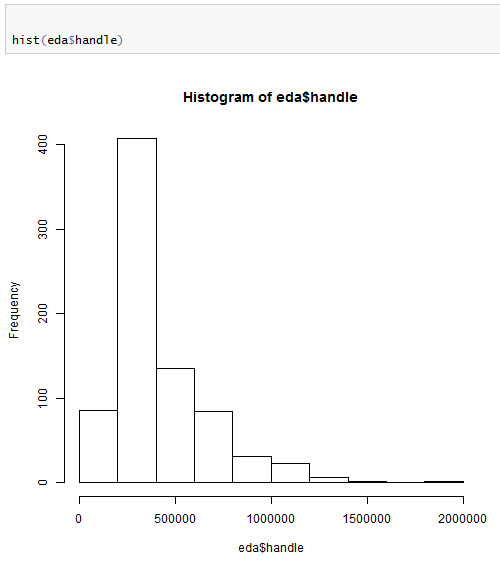 hist(eda$handle)
Histogram of eda$handle
Frequency
400
300
200
100
0
0 500000 1000000 1500000 2000000
eda$handle